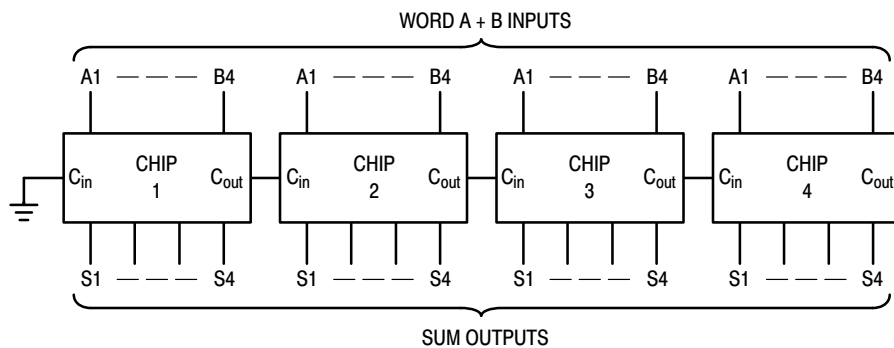 WORD A + B INPUTS
A1 — — — B4 A1 — — — B4 A1 — — — B4 A1 — — — B4
CHIP CHIP CHIP CHIP
Cin Cout Cin Cout Cin Cout Cin Cout
1 2 3 4
S1 — — — S4 S1 — — — S4 S1 — — — S4 S1 — — — S4
SUM OUTPUTS